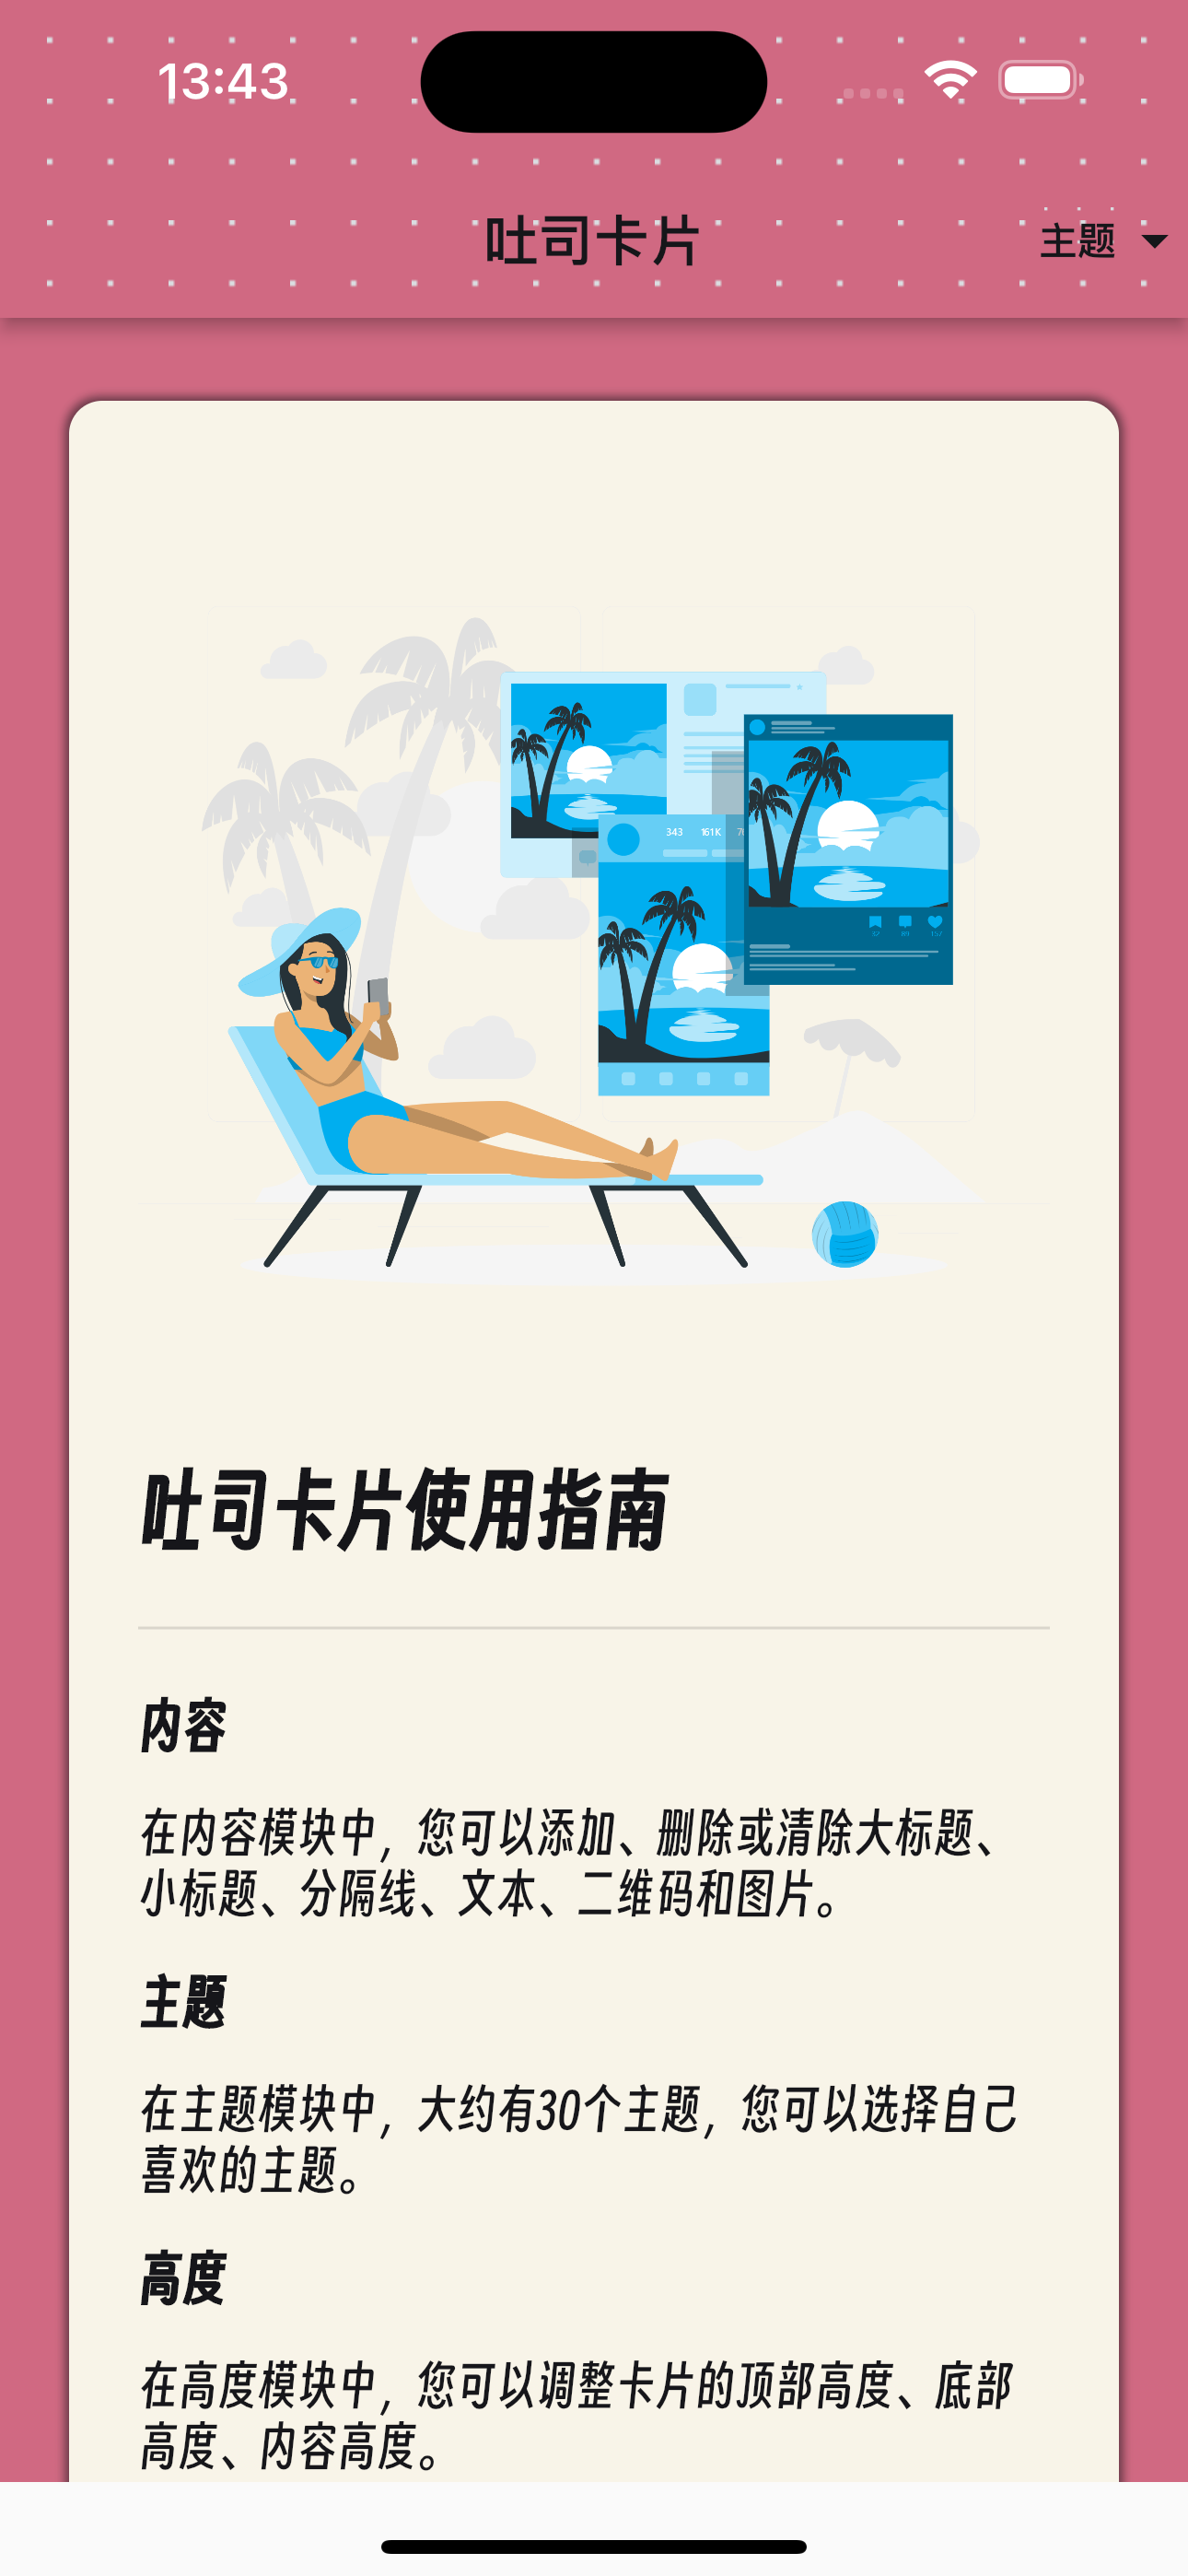 13:43
吐司卡片
主题
343 161K
吐司卡片使用指南
内容
在内容模块中，您可以添加、删除或清除大标题、
小标题、分隔线、文本、二维码和图片。
主题
在主题模块中，大约有30个主题，您可以选择自己
喜欢的主题。
高度
在高度模块中，您可以调整卡片的顶部高度、底部
高度、内容高度。